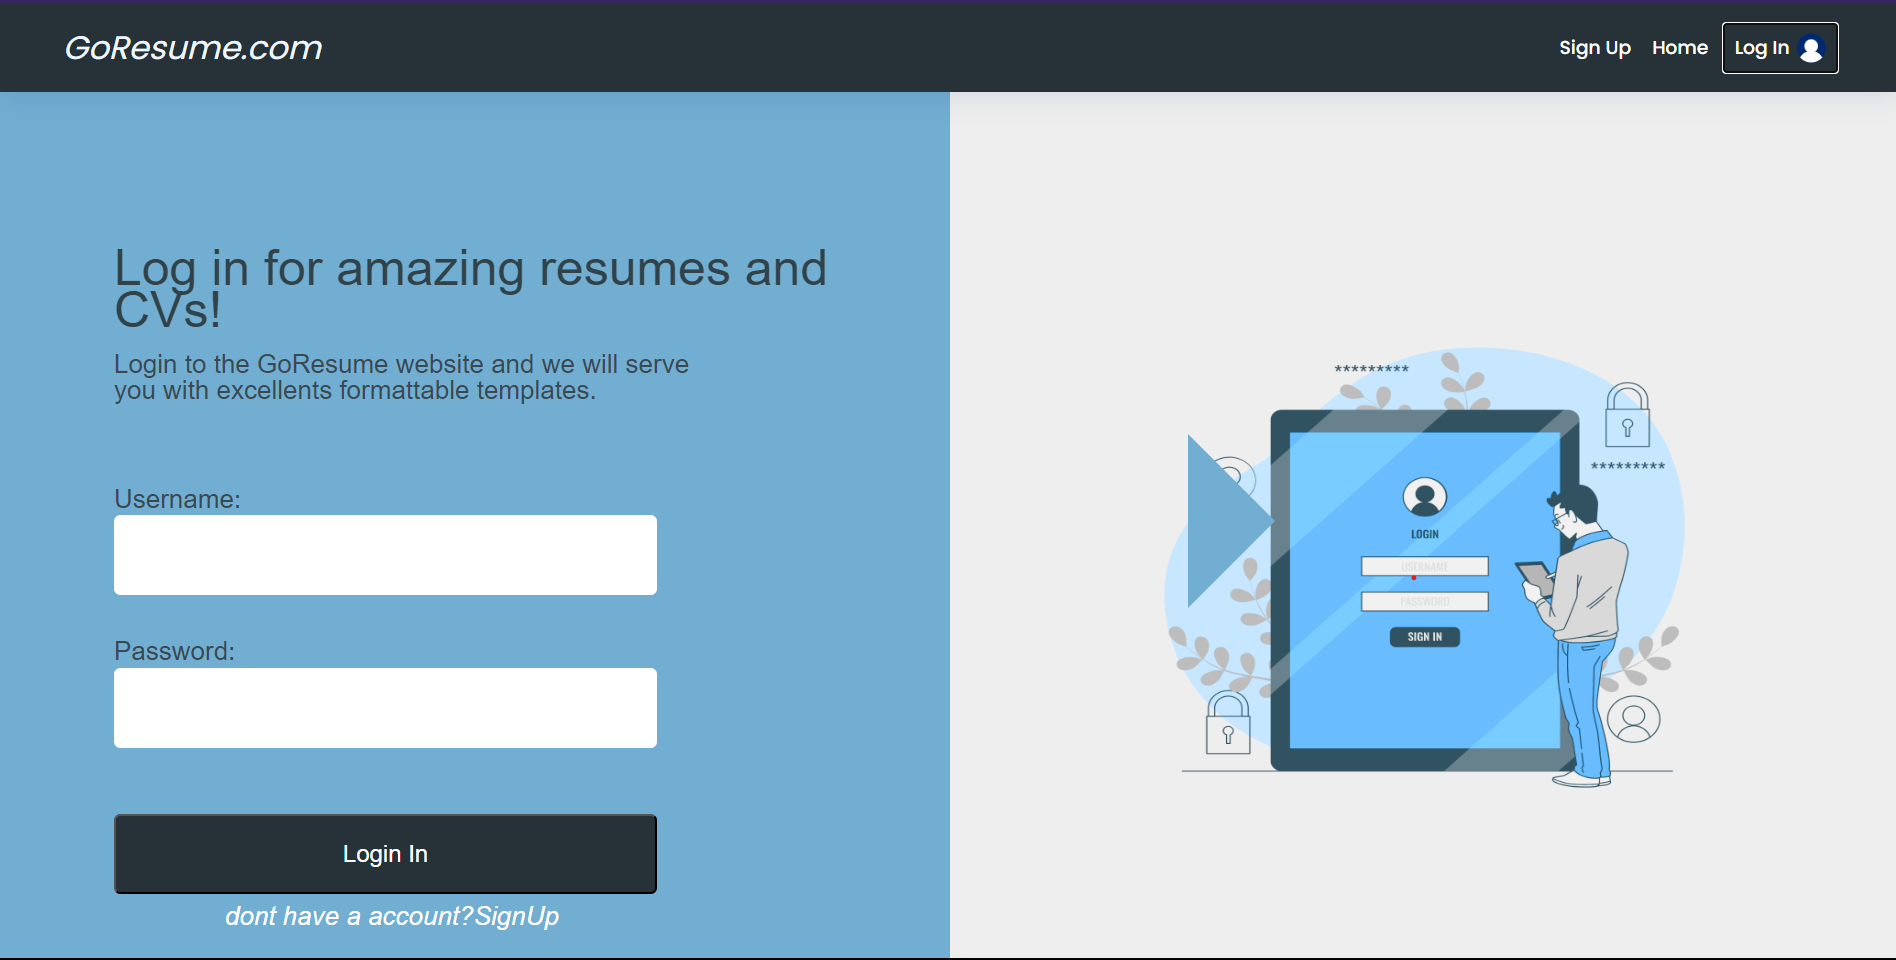 GoResume.com
Sign Up Home Log In
Log in for amazing resumes and
CVs!
Login to the GoResume website and we will serve
you with excellents formattable templates.
Username:
Password:
Login In
dont have a account?SignUp
*********
*********
LOGIN
USERNAME
PASSWORD
SIGN IN